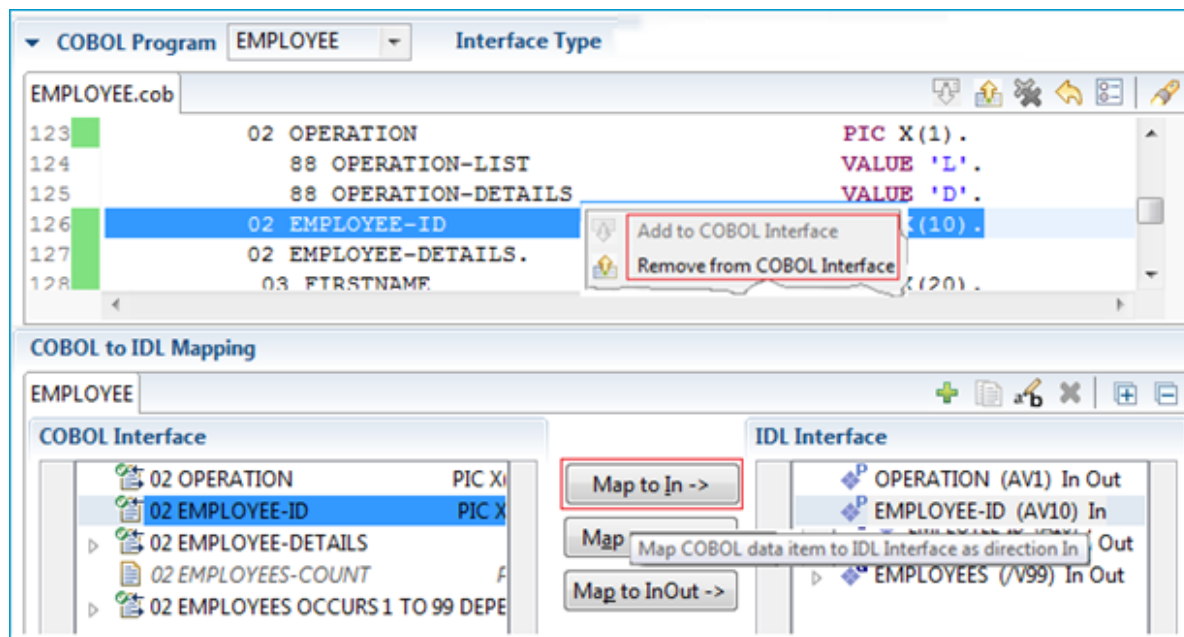 COBOL Program EMPLOYEE Interface Type
EMPLOYEE.cob
123 02 OPERATION PIC X(1).
124 88 OPERATION-LIST VALUE 'L'.
125 88 OPERATION-DETAILS VALUE 'D'.
126 02 EMPLOYEE-ID X(10).
Add to COBOL Interface
127 02 EMPLOYEE-DETAILS.
Remove from COBOL Interface
128 03 FIRSTNAME X(20).
COBOL to IDL Mapping
EMPLOYEE
COBOL Interface IDL Interface
02 OPERATION PIC X( Map to In -> OPERATION (AV1) In Out
02 EMPLOYEE-ID PIC X EMPLOYEE-ID (AV10) In
02 EMPLOYEE-DETAILS Map Out
Map COBOL data item to IDL Interface as direction In
02 EMPLOYEES-COUNT Map to InOut -> EMPLOYEES (/V99) In Out
02 EMPLOYEES OCCURS 1 TO 99 DEPE